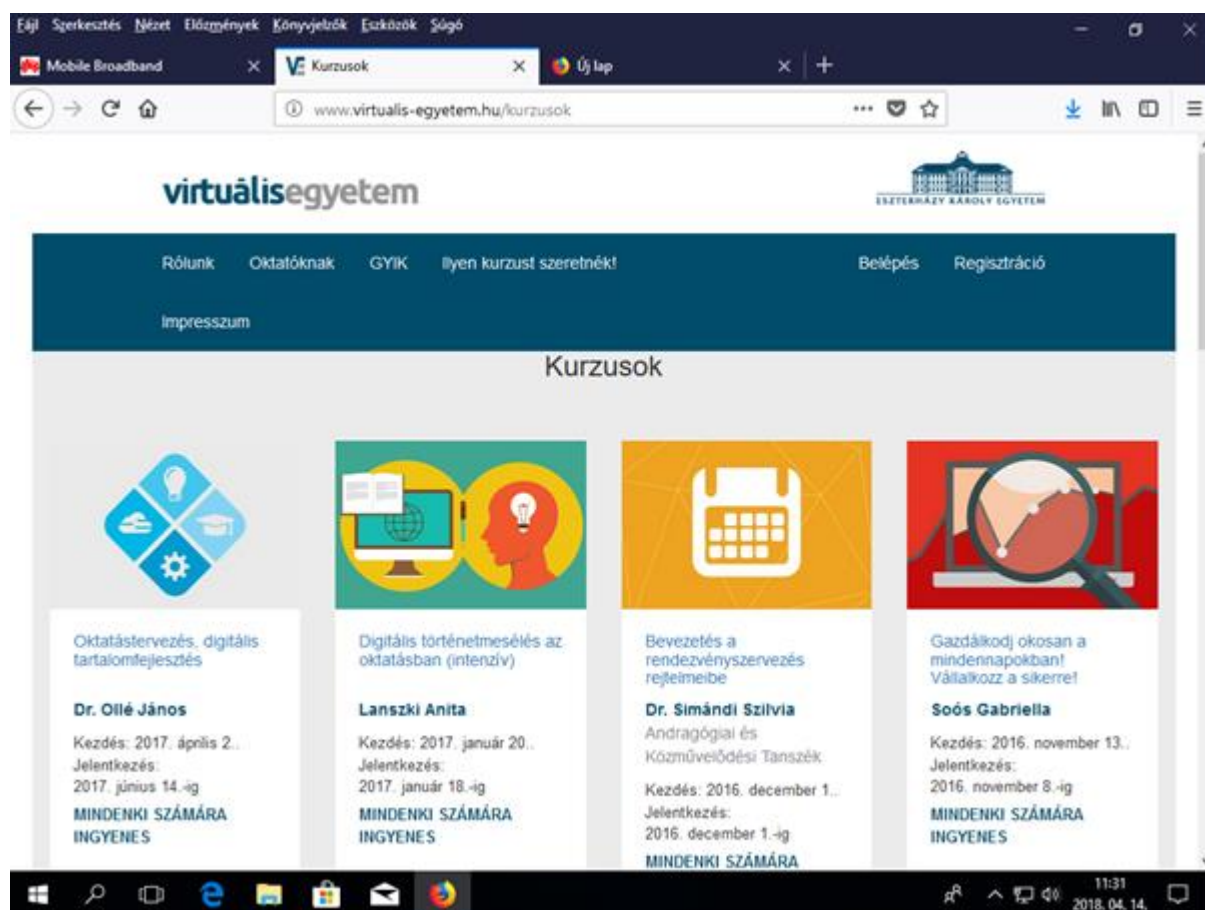 Fájl Szerkesztés Nézet Előzmények Könyvjelzők Eszközök Súgó
Mobile Broadband
VE Kurzusok
Új lap
www.virtualis-egyetem.hu/kurzusok
virtuálisegyetem
ESZTERHÁZY KÁROLY EGYETEM
Rólunk Oktatóknak GYIK Ilyen kurzust szeretnék! Belépés Regisztráció
Impresszum
Kurzusok
Oktatástervezés, digitális
tartalomfejlesztés
Dr. Ollé János
Kezdés: 2017. április 2..
Jelentkezés:
2017. június 14.-ig
MINDENKI SZÁMÁRA
INGYENES
Digitális történetmesélés az
oktatásban (intenzív)
Lanszki Anita
Kezdés: 2017. január 20..
Jelentkezés:
2017. január 18.-ig
MINDENKI SZÁMÁRA
INGYENES
Bevezetés a
rendezvényszervezés
rejtelmeibe
Dr. Simándi Szilvia
Andragógiai és
Közművelődési Tanszék
Kezdés: 2016. december 1..
Jelentkezés:
2016. december 1.-ig
MINDENKI SZÁMÁRA
Gazdálkodj okosan a
mindennapokban!
Vállalkozz a sikerre!
Soós Gabriella
Kezdés: 2016. november 13..
Jelentkezés:
2016. november 8.-ig
MINDENKI SZÁMÁRA
INGYENES
11:31
2018. 04. 14.